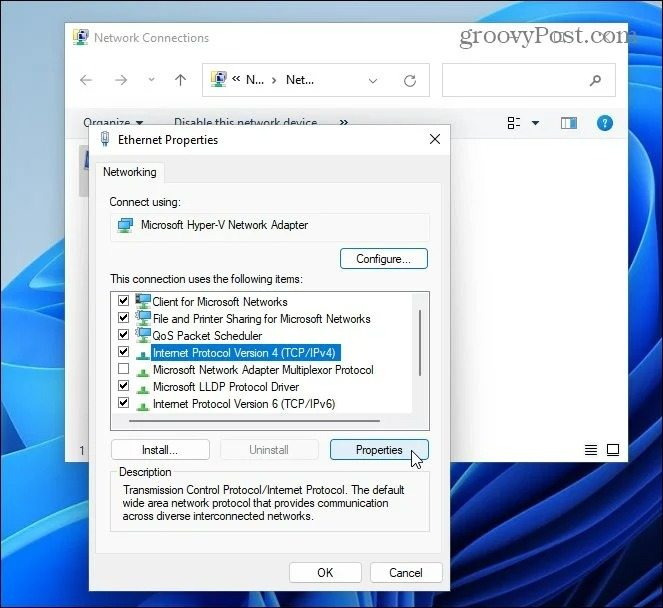 Network Connections
groovyPost.com
« N... > Net...
Organize
Disable this network device
»
?
Ethernet Properties
Networking
Connect using:
Microsoft Hyper-V Network Adapter
Configure...
This connection uses the following items:
Client for Microsoft Networks
File and Printer Sharing for Microsoft Networks
QoS Packet Scheduler
Internet Protocol Version 4 (TCP/IPv4)
Microsoft Network Adapter Multiplexor Protocol
Microsoft LLDP Protocol Driver
Internet Protocol Version 6 (TCP/IPv6)
1
Install...
Uninstall
Properties
Description
Transmission Control Protocol/Internet Protocol. The default
wide area network protocol that provides communication
across diverse interconnected networks.
OK
Cancel